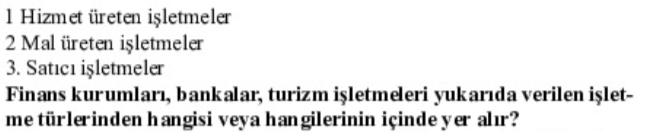 1 Hizmet üreten işletmeler
2 Mal üreten işletmeler
3. Satıcı işletmeler
Finans kurumları, bankalar, turizm işletmeleri yukarıda verilen işlet-
me türlerinden hangisi veya hangilerinin içinde yer alır?